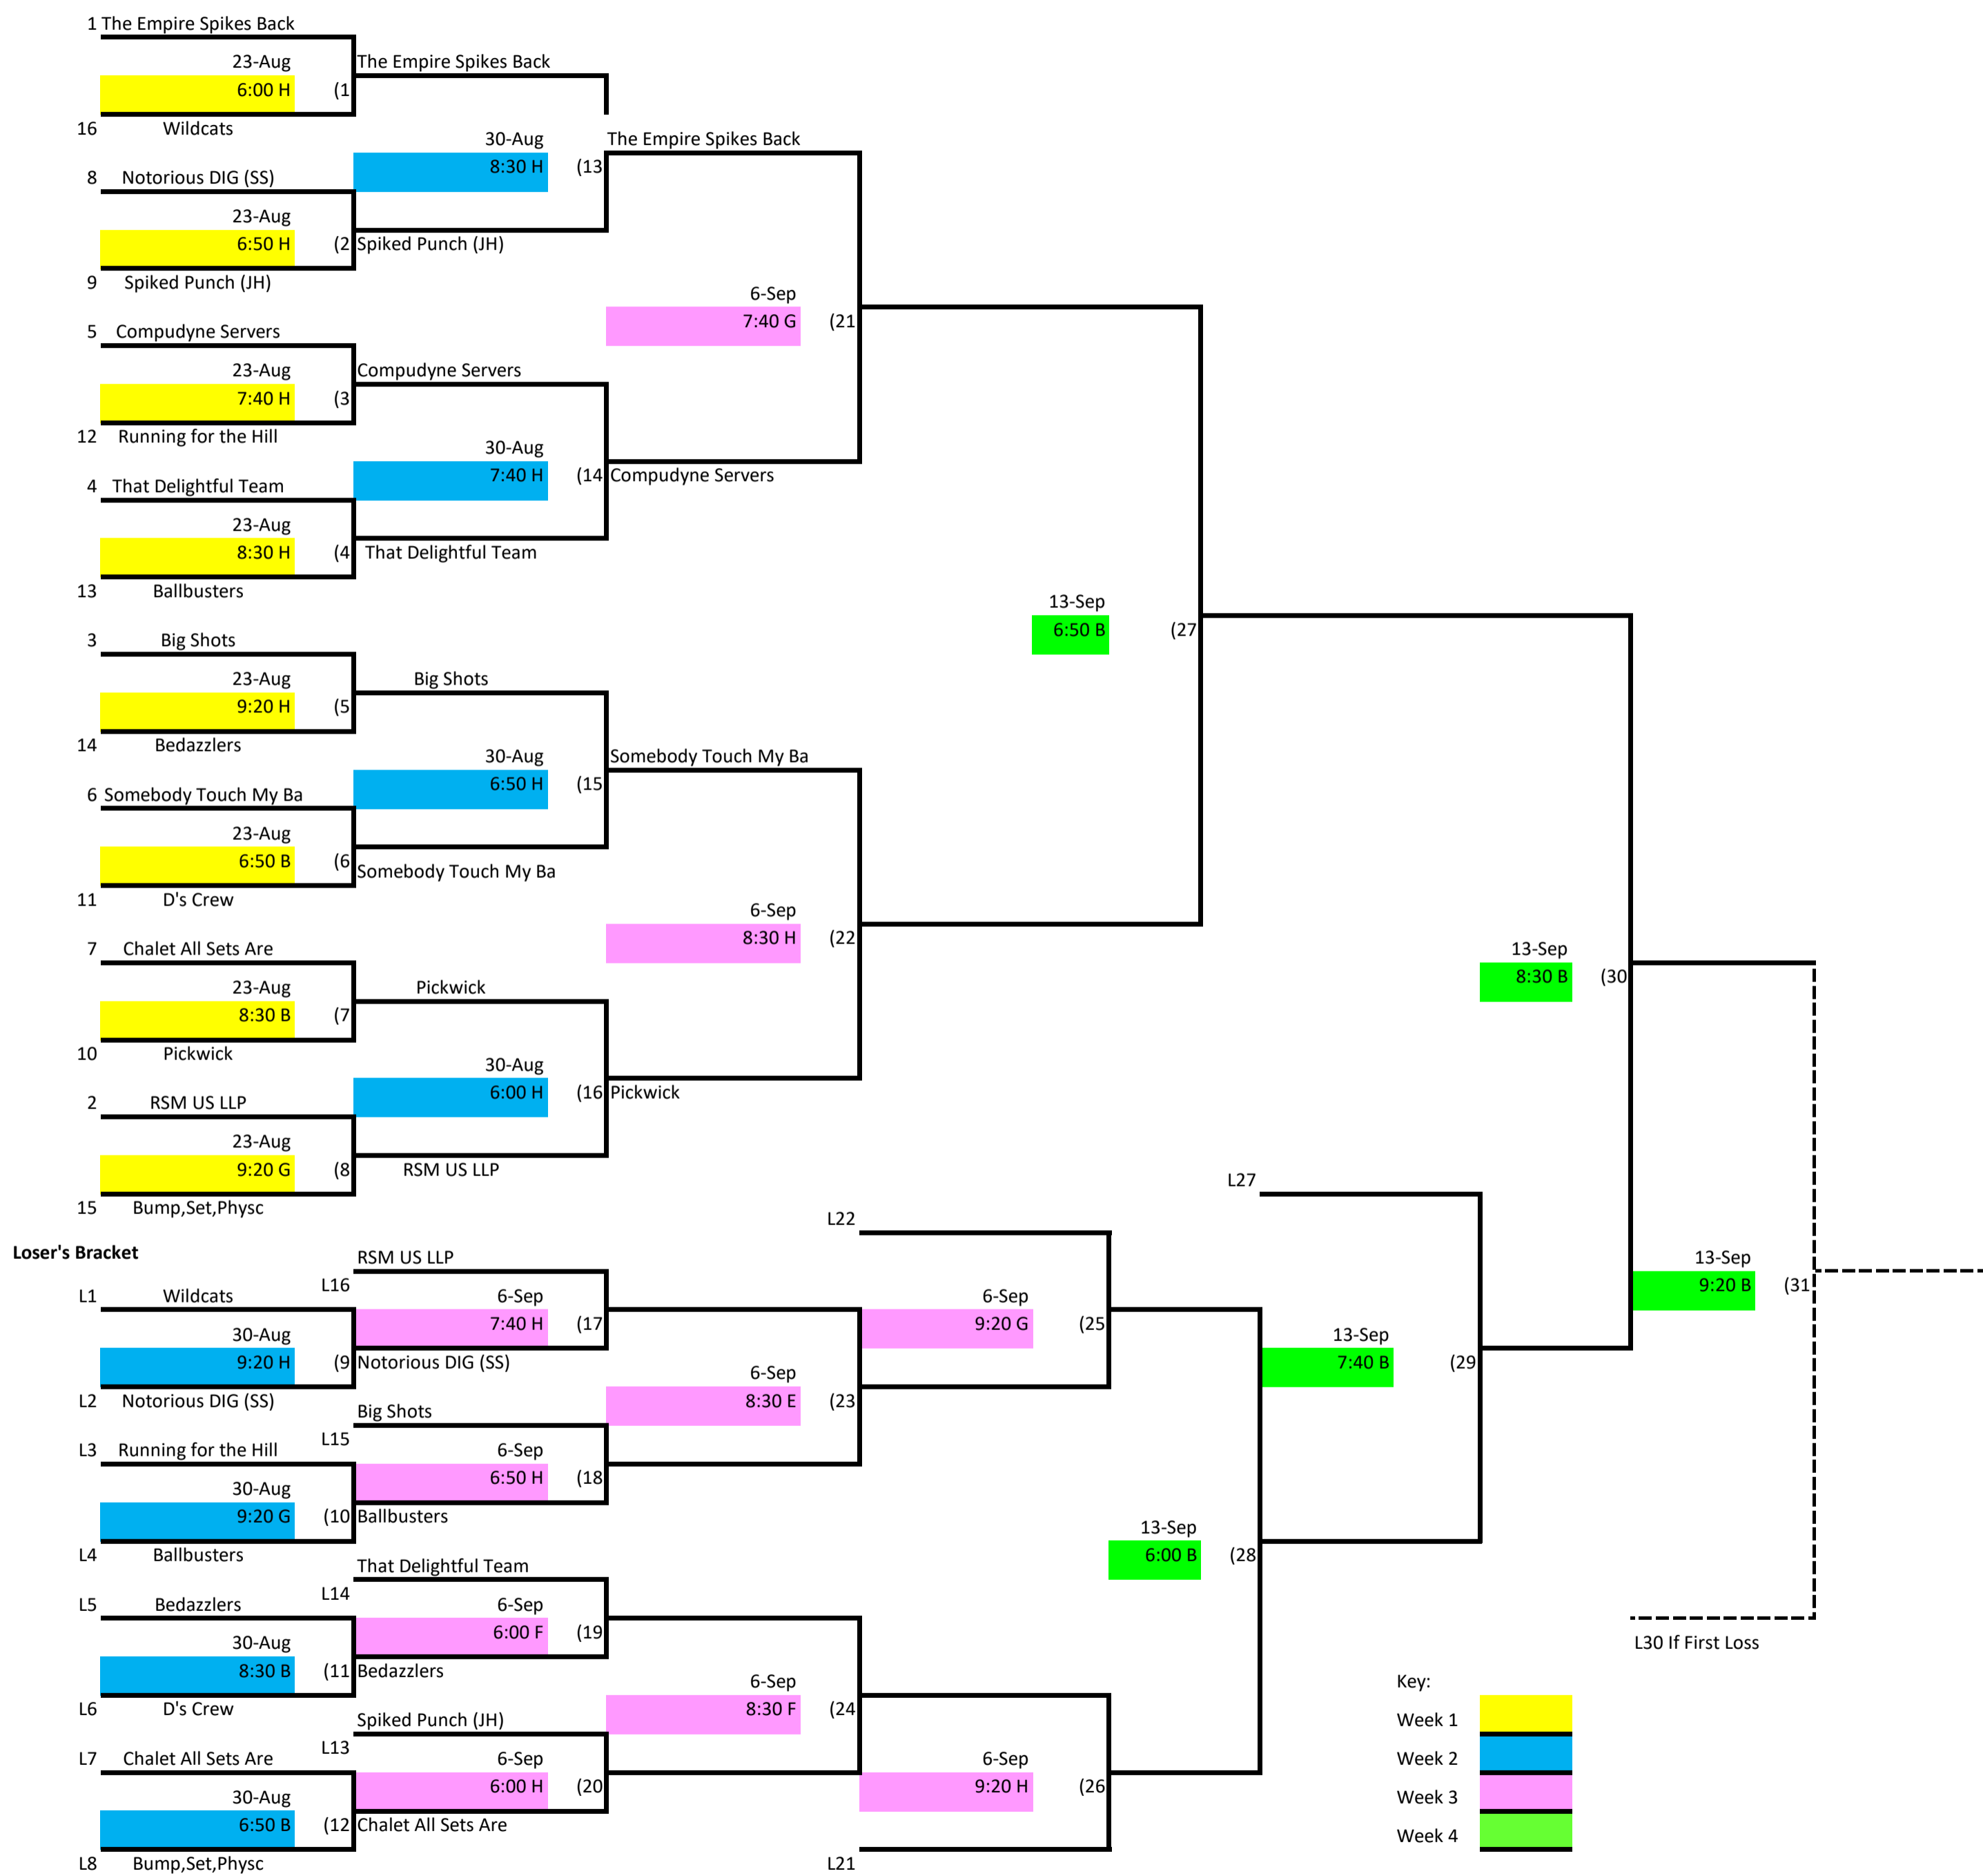 1 The Empire Spikes Back
23-Aug The Empire Spikes Back
6:00 H (1
16 Wildcats
30-Aug The Empire Spikes Back
8:30 H (13
8 Notorious DIG (SS)
23-Aug
6:50 H (2 Spiked Punch (JH)
9 Spiked Punch (JH)
6-Sep
7:40 G (21
5 Compudyne Servers
23-Aug Compudyne Servers
7:40 H (3
12 Running for the Hill
30-Aug
7:40 H (14 Compudyne Servers
4 That Delightful Team
23-Aug
8:30 H (4 That Delightful Team
13 Ballbusters
13-Sep
6:50 B (27
3 Big Shots
23-Aug Big Shots
9:20 H (5
14 Bedazzlers
30-Aug Somebody Touch My Ba
6:50 H (15
6 Somebody Touch My Ba
23-Aug
6:50 B (6 Somebody Touch My Ba
11 D's Crew
6-Sep
8:30 H (22
7 Chalet All Sets Are
13-Sep
8:30 B (30
23-Aug Pickwick
8:30 B (7
10 Pickwick
30-Aug
6:00 H (16 Pickwick
2 RSM US LLP
23-Aug
9:20 G (8 RSM US LLP
15 Bump,Set,Physc
L27
L22
Loser's Bracket
RSM US LLP
L16
13-Sep
9:20 B (31
L1 Wildcats
6-Sep
7:40 H (17
6-Sep
9:20 G (25
30-Aug
9:20 H (9 Notorious DIG (SS)
13-Sep
7:40 B (29
L2 Notorious DIG (SS)
6-Sep
8:30 E (23
Big Shots
L15
L3 Running for the Hill
6-Sep
6:50 H (18
30-Aug
9:20 G (10 Ballbusters
L4 Ballbusters
13-Sep
6:00 B (28
That Delightful Team
L14
L5 Bedazzlers
6-Sep
6:00 F (19
30-Aug
8:30 B (11 Bedazzlers
L30 If First Loss
L6 D's Crew
6-Sep
8:30 F (24
Key:
Week 1
Spiked Punch (JH)
L13
L7 Chalet All Sets Are
6-Sep
6:00 H (20
6-Sep
9:20 H (26
Week 2
Week 3
30-Aug
6:50 B (12 Chalet All Sets Are
Week 4
L8 Bump,Set,Physc
L21